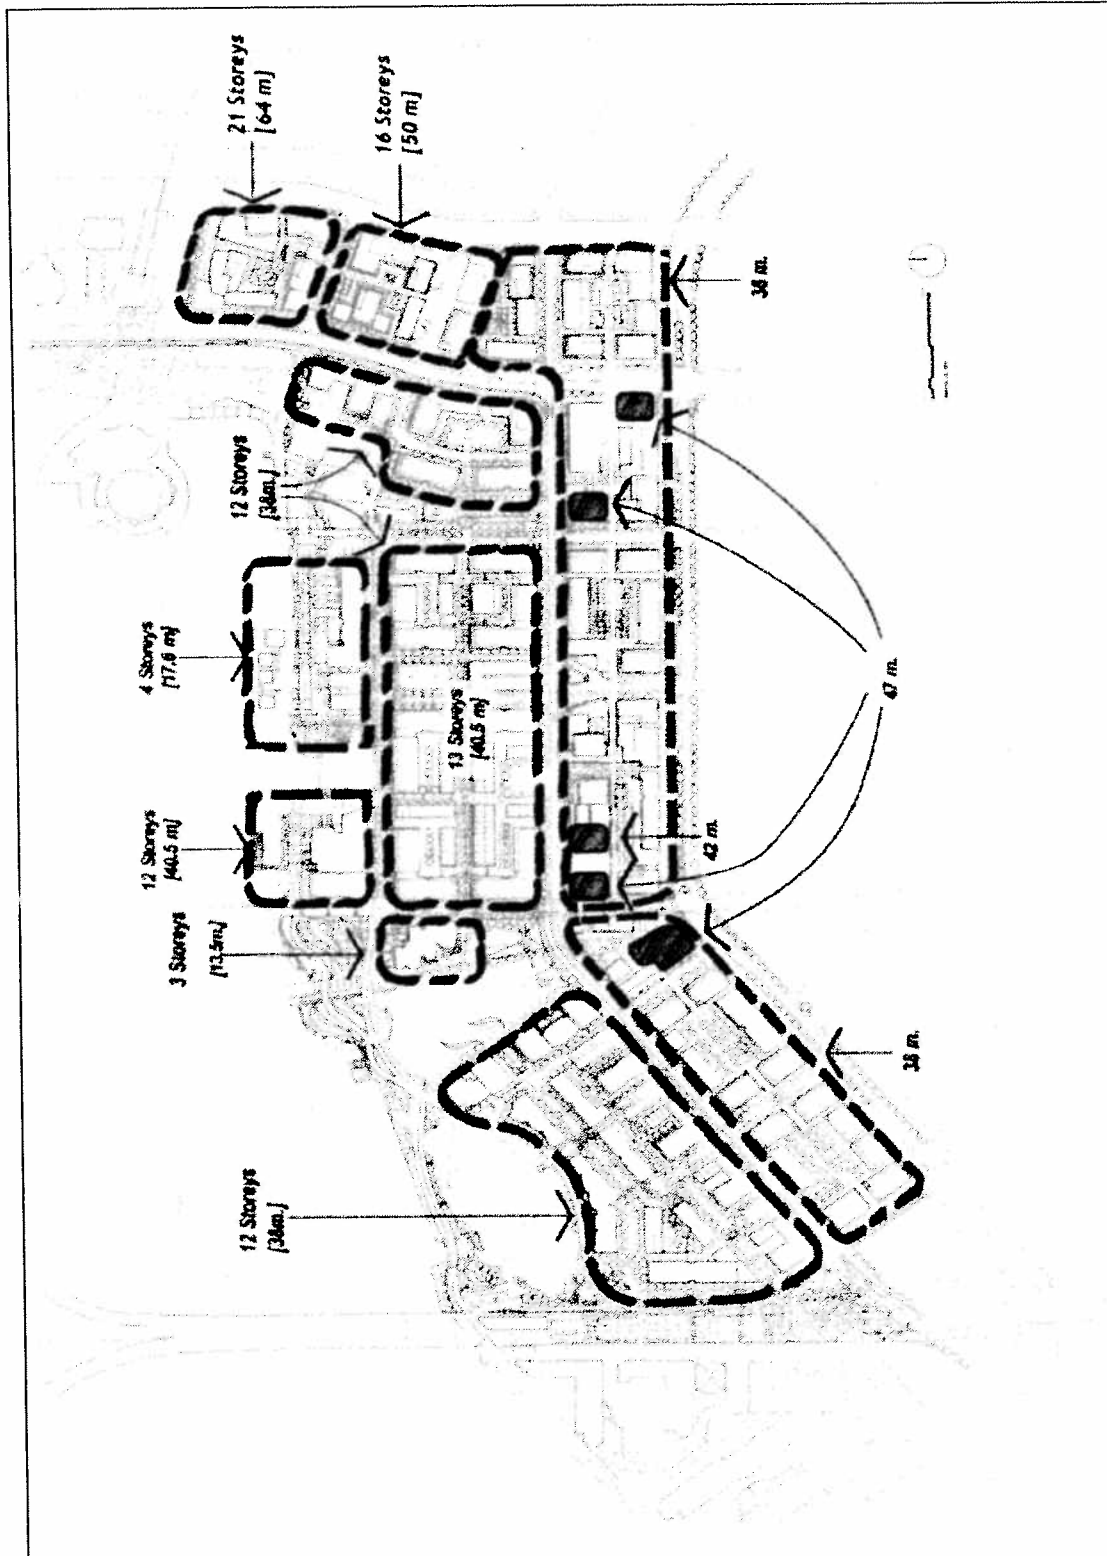 21 Storeys
[64 m]
16 Storeys
[50 m]
12 Storeys
[38m.]
4 Storeys
[17.6 m]
12 Storeys
[40.5 m]
3 Storeys
[13.5m]
13 Storeys
[40.5 m]
38 m.
47 m.
42 m.
38 m.
12 Storeys
[38m.]